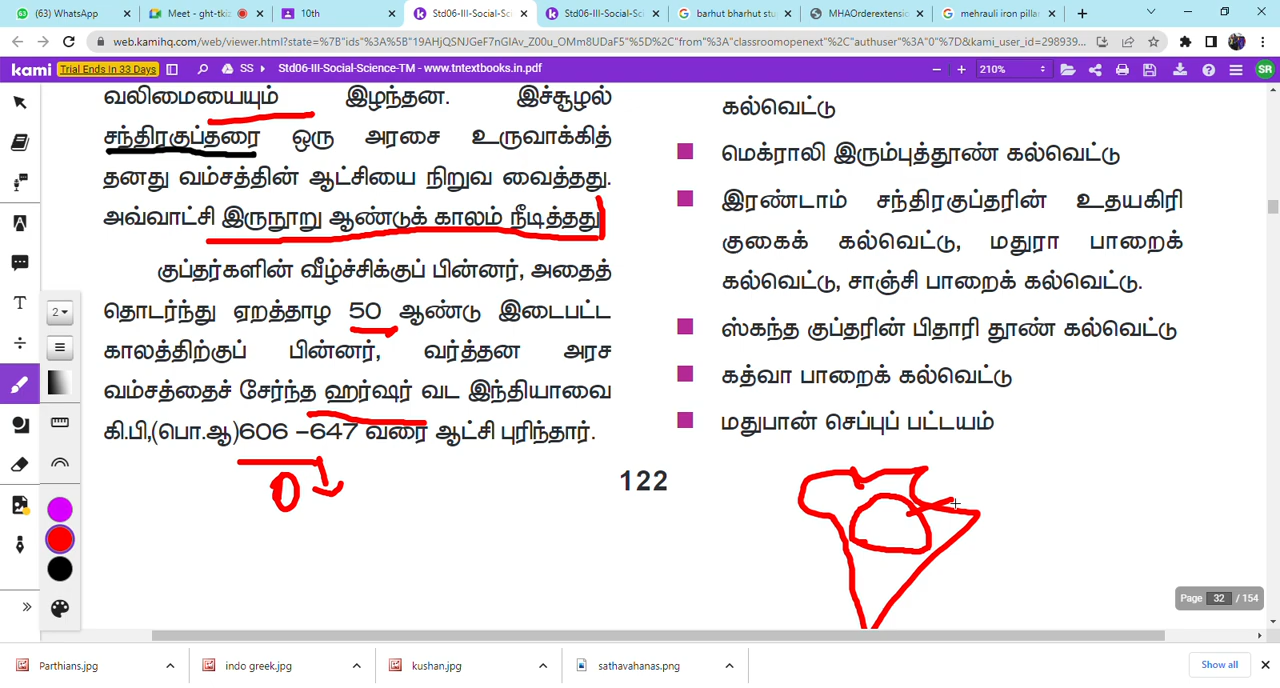 (03) WhatsApp
Meet - ght-tkiz
10th
Std06-III-Social-Sci
Std06-III-Social-Sci
barhut bharhut stu
MHAOrderextensio
mehrauli iron pillar
web.kamihq.com/web/viewer.html?state=%7B"ids"%3A%5B"19AHjQSNJGeF7nGIAv_Z00u_OMm8UDaF5"%5D%2C"from"%3A"classroomopennext"%2C"authuser"%3A"0"%7D&kami_user_id=298939...
kami
Trial Ends In 33 Days
SS
Std06-III-Social-Science-TM - www.tntextbooks.in.pdf
210%
SR
வலிமையையும் இழந்தன. இச்சூழல்
சந்திரகுப்தரை ஒரு அரசை உருவாக்கித்
தனது வம்சத்தின் ஆட்சியை நிறுவ வைத்தது.
அவ்வாட்சி இருநூறு ஆண்டுக் காலம் நீடித்தது
குப்தர்களின் வீழ்ச்சிக்குப் பின்னர், அதைத்
தொடர்ந்து ஏறத்தாழ 50 ஆண்டு இடைபட்ட
காலத்திற்குப் பின்னர், வர்த்தன அரச
வம்சத்தைச் சேர்ந்த ஹர்ஷர் வட இந்தியாவை
கி.பி,(பொ.ஆ)606 –647 வரை ஆட்சி புரிந்தார்.
கல்வெட்டு
மெக்ராலி இரும்புத்தூண் கல்வெட்டு
இரண்டாம் சந்திரகுப்தரின் உதயகிரி
குகைக் கல்வெட்டு, மதுரா பாறைக்
கல்வெட்டு, சாஞ்சி பாறைக் கல்வெட்டு.
ஸ்கந்த குப்தரின் பிதாரி தூண் கல்வெட்டு
கத்வா பாறைக் கல்வெட்டு
மதுபான் செப்புப் பட்டயம்
122
2
Page 32 / 154
Parthians.jpg
indo greek.jpg
kushan.jpg
sathavahanas.png
Show all